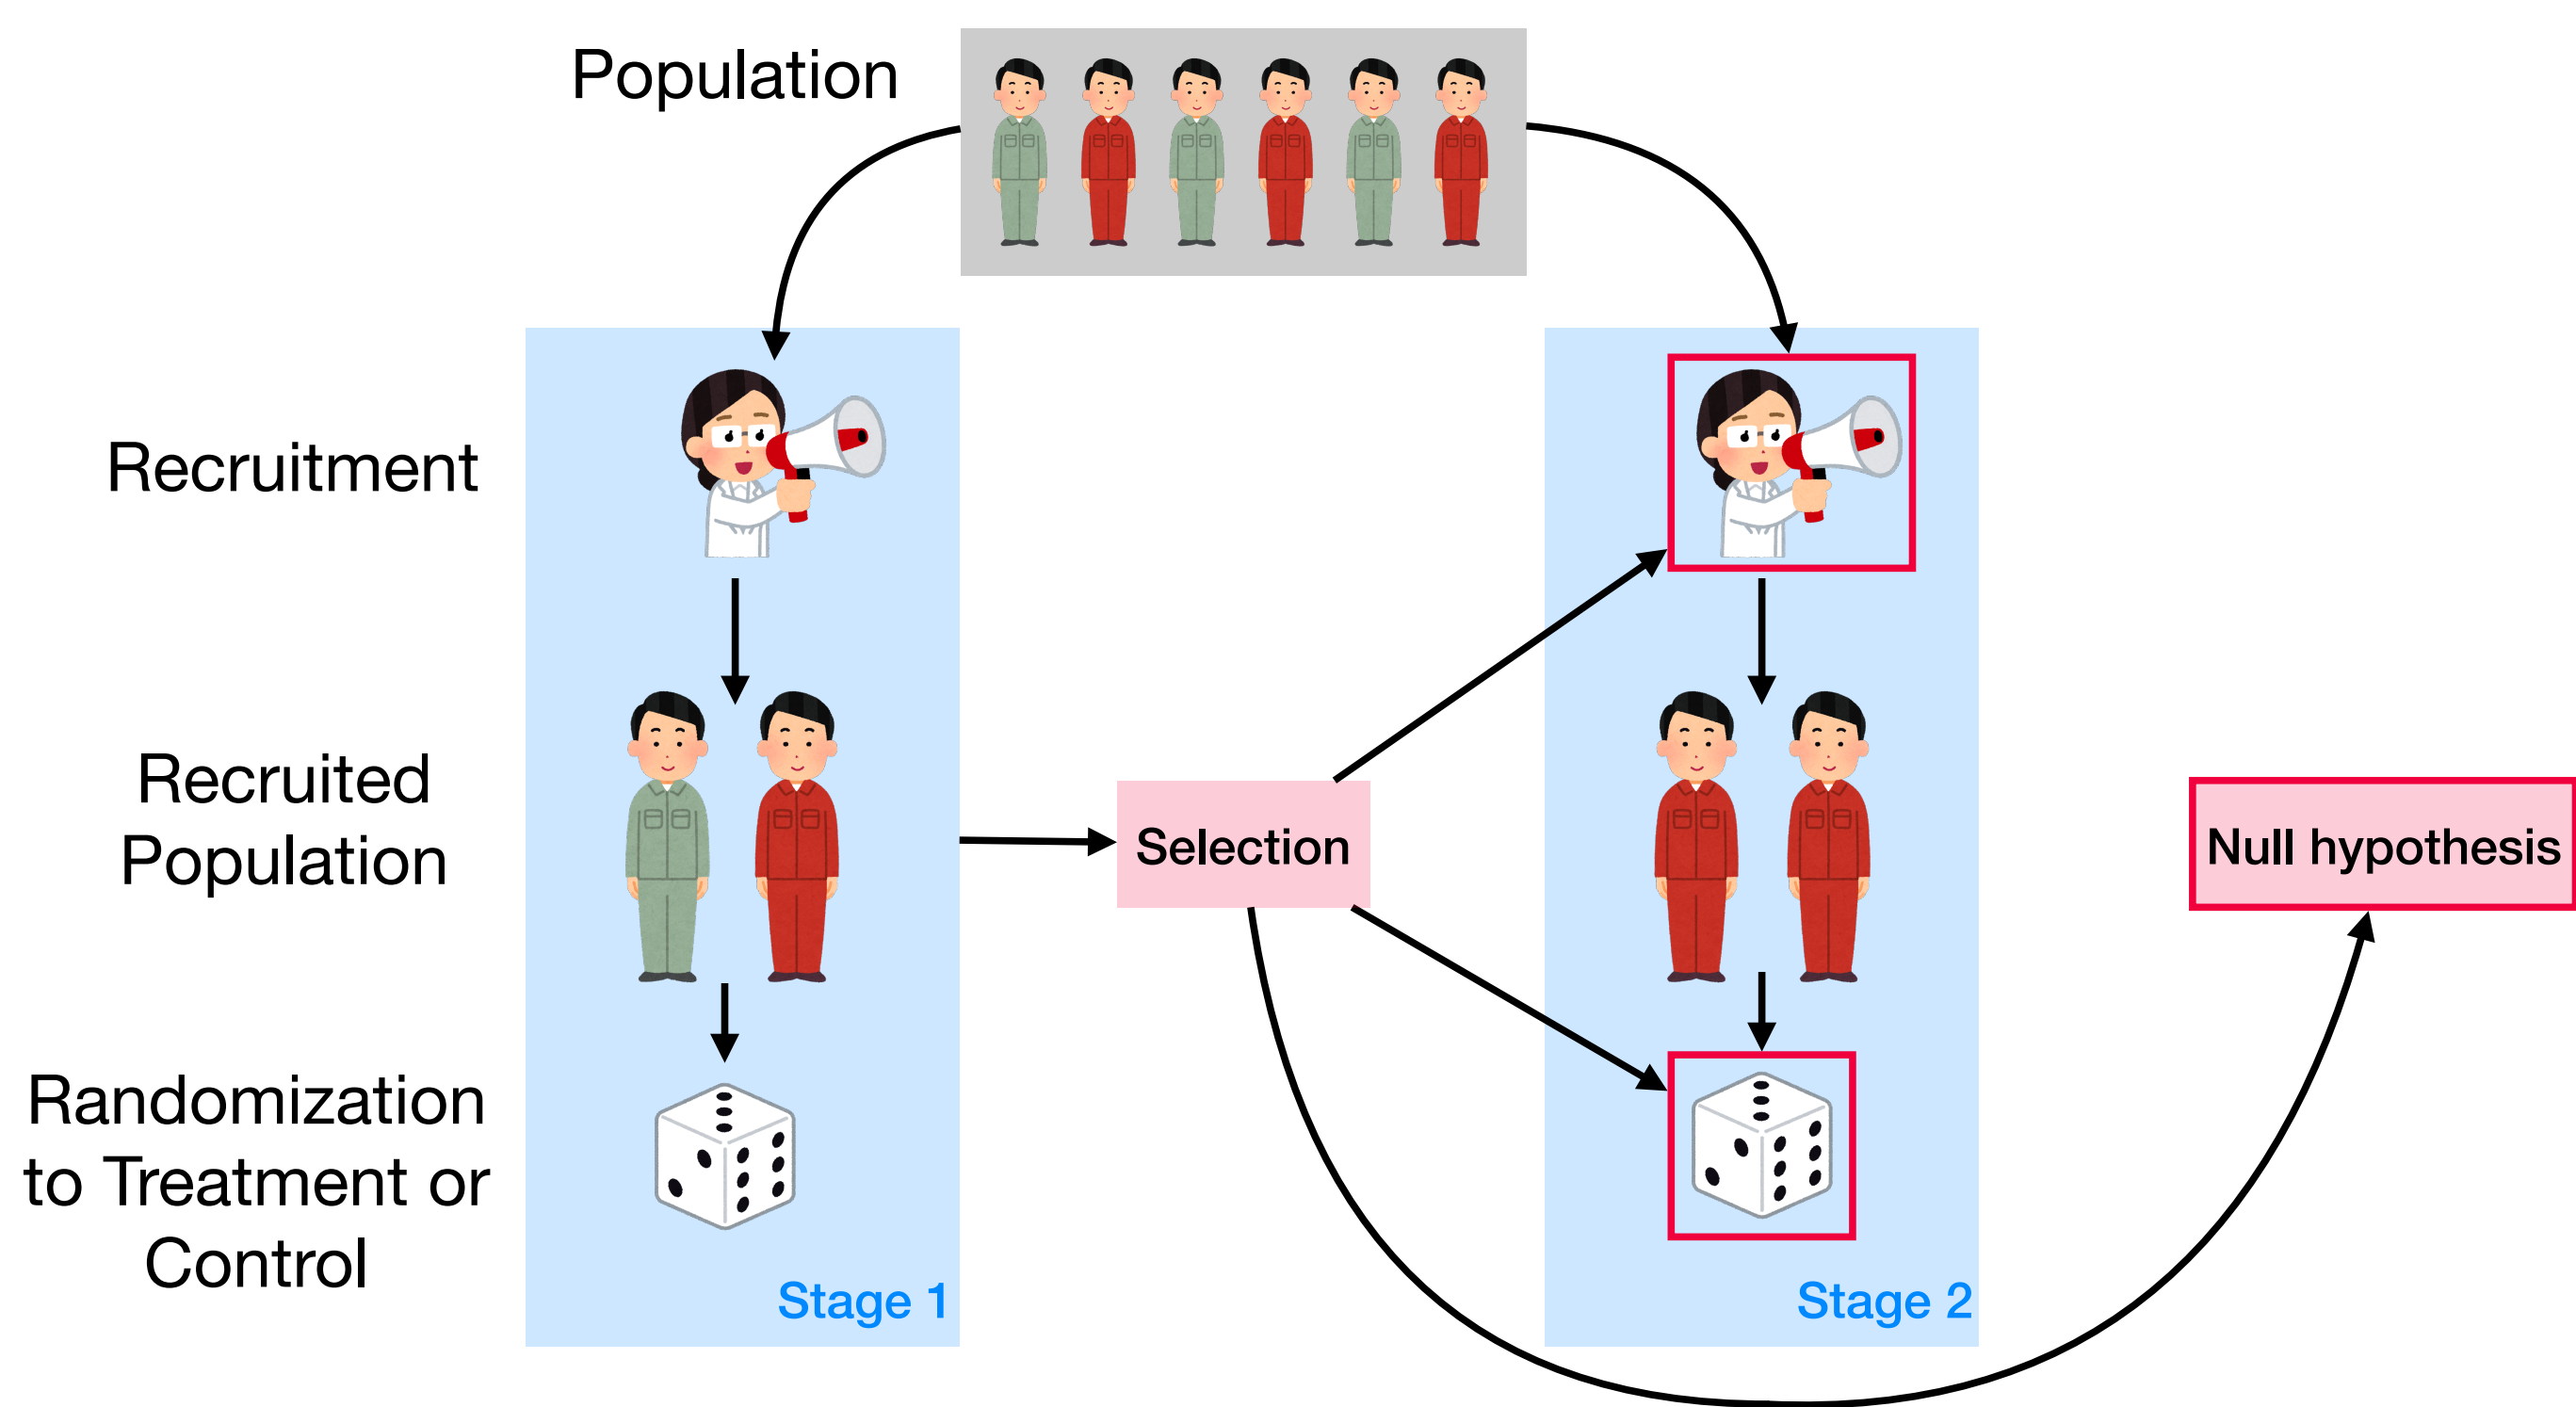 Population
Recruitment
Recruited
Population
Selection
Null hypothesis
Randomization
to Treatment or
Control
Stage 1
Stage 2